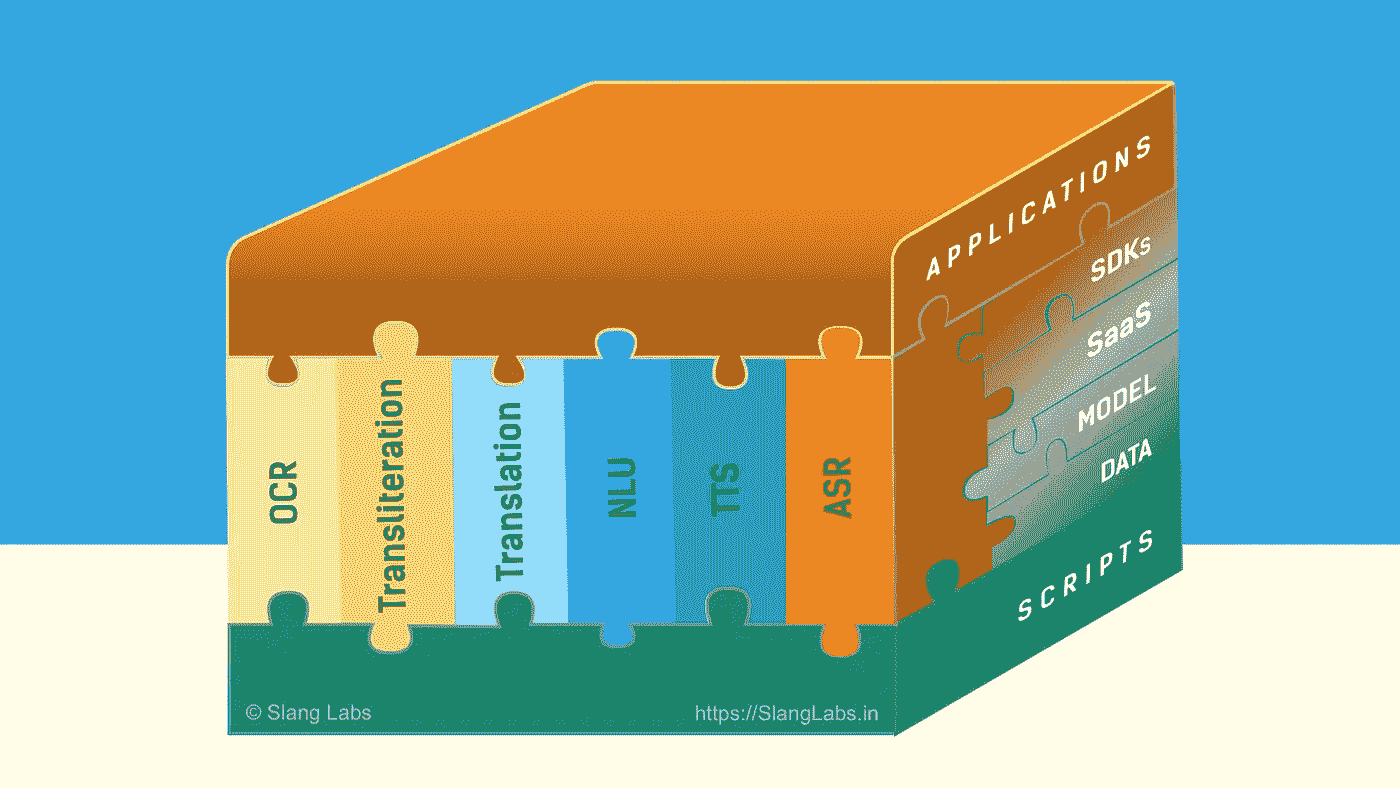 OCR
Transliteration
Translation
NLU
TTS
ASR
APPLICATIONS
SDKs
SaaS
MODEL
DATA
SCRIPTS
© Slang Labs
https://SlangLabs.in